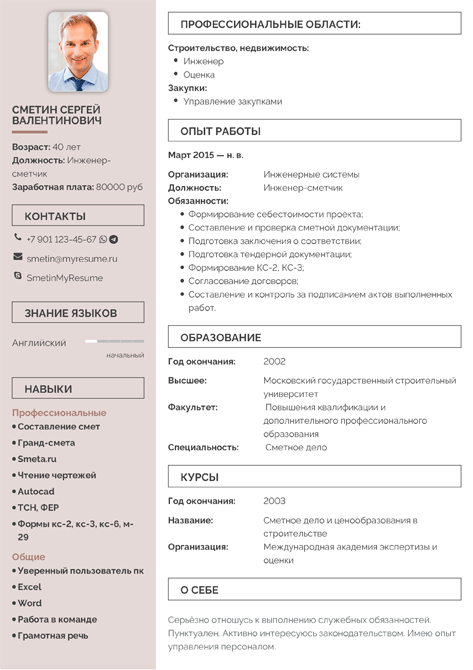 СМЕТИН СЕРГЕЙ
ВАЛЕНТИНОВИЧ
Возраст: 40 лет
Должность: Инженер-
сметчик
Заработная плата: 80000 руб
КОНТАКТЫ
+7 901 123-45-67
smetin@myresume.ru
SmetinMyResume
ЗНАНИЕ ЯЗЫКОВ
Английский
начальный
НАВЫКИ
Профессиональные
• Составление смет
• Гранд-смета
• Smeta.ru
• Чтение чертежей
• Autocad
• ТСН, ФЕР
• Формы кс-2, кс-3, кс-6, м-
29
Общие
• Уверенный пользователь пк
• Excel
• Word
• Работа в команде
• Грамотная речь
ПРОФЕССИОНАЛЬНЫЕ ОБЛАСТИ:
Строительство, недвижимость:
• Инженер
• Оценка
Закупки:
• Управление закупками
ОПЫТ РАБОТЫ
Март 2015 — н. в.
Организация: Инженерные системы
Должность: Инженер-сметчик
Обязанности:
• Формирование себестоимости проекта;
• Составление и проверка сметной документации;
• Подготовка заключения о соответствии;
• Подготовка тендерной документации;
• Формирование КС-2, КС-3;
• Согласование договоров;
• Составление и контроль за подписанием актов выполненных
работ.
ОБРАЗОВАНИЕ
Год окончания: 2002
Высшее: Московский государственный строительный
университет
Факультет: Повышения квалификации и
дополнительного профессионального
образования
Специальность: Сметное дело
КУРСЫ
Год окончания: 2003
Название: Сметное дело и ценообразования в
строительстве
Организация: Международная академия экспертизы и
оценки
О СЕБЕ
Серьёзно отношусь к выполнению служебных обязанностей.
Пунктуален. Активно интересуюсь законодательством. Имею опыт
управления персоналом.